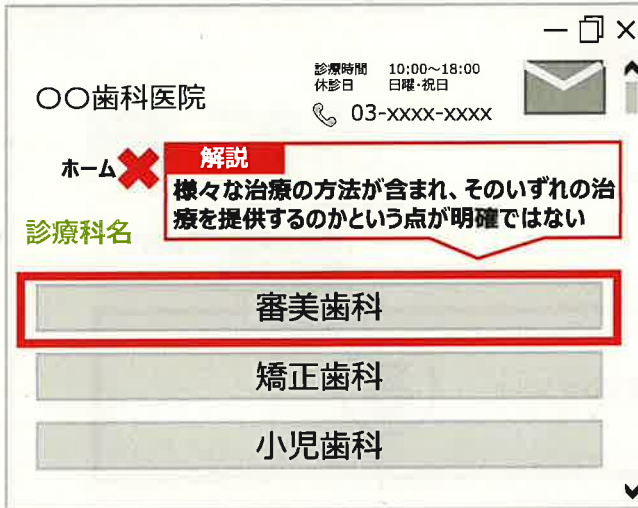 〇〇歯科医院
診療時間 10:00～18:00
休診日 日曜・祝日
03-xxxx-xxxx
ホーム
解説
様々な治療の方法が含まれ、そのいずれの治
療を提供するのかという点が明確ではない
診療科名
審美歯科
矯正歯科
小児歯科